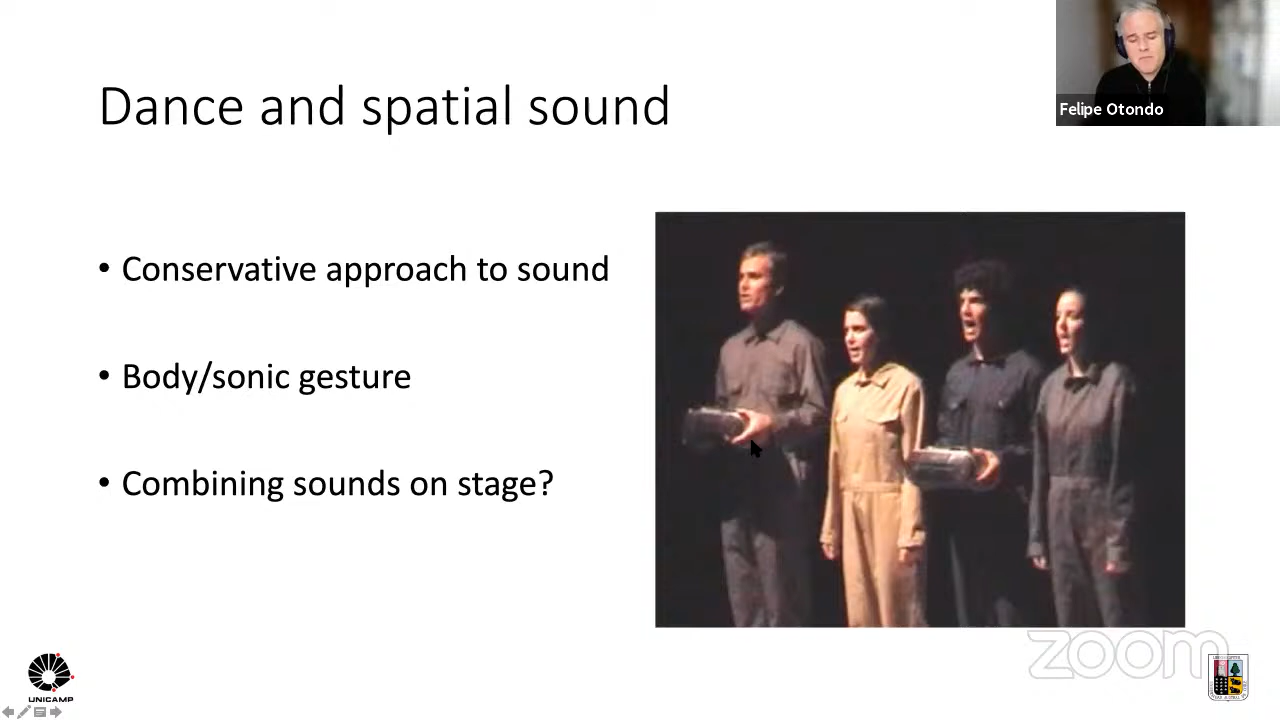 Dance and spatial sound
Felipe Otondo
• Conservative approach to sound
• Body/sonic gesture
• Combining sounds on stage?
zoom
UNICAMP